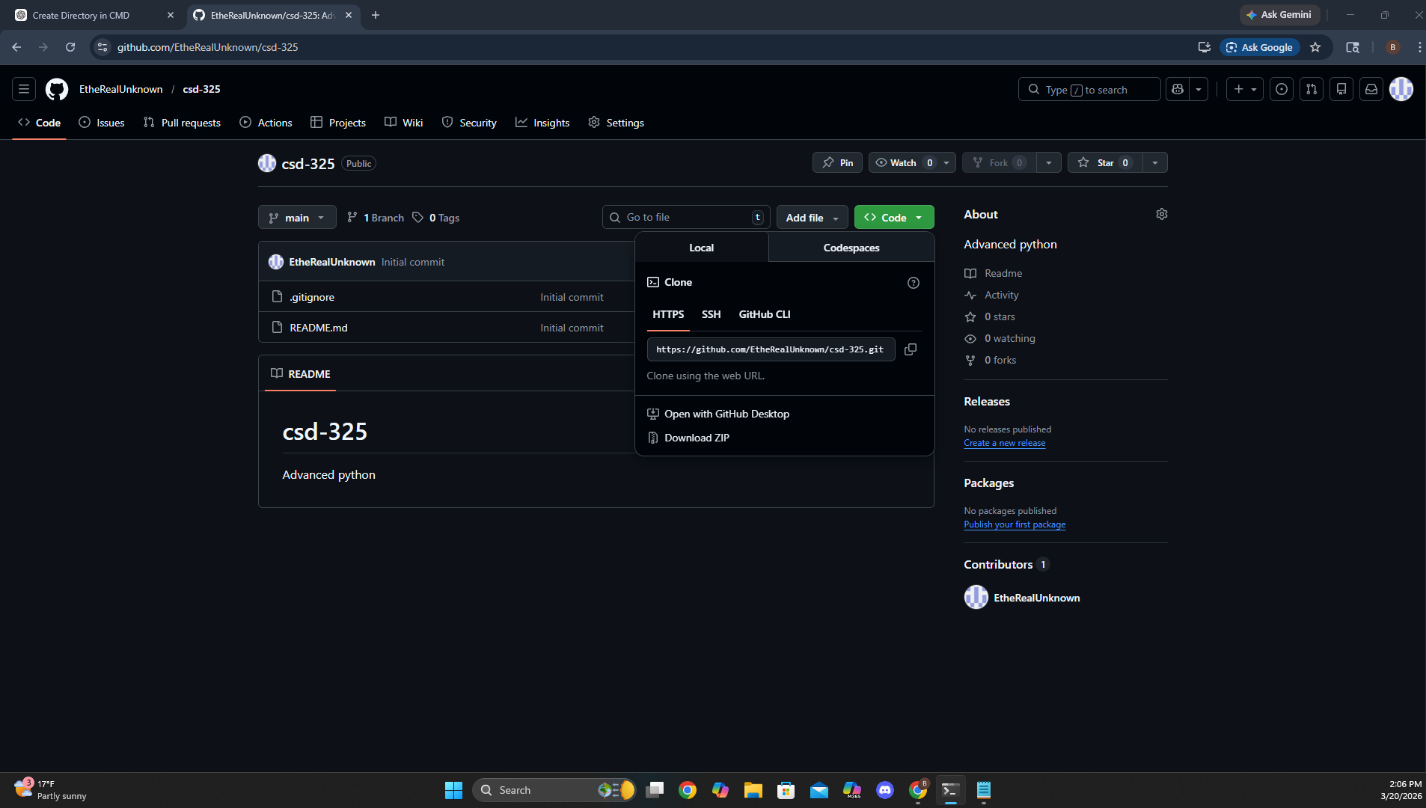 Create Directory in CMD
EtheRealUnknown/csd-325: Ad
Ask Gemini
github.com/EtheRealUnknown/csd-325
Ask Google
B
EtheRealUnknown / csd-325
Type / to search
Code Issues Pull requests Actions Projects Wiki Security Insights Settings
csd-325 Public
Pin Watch 0 Fork 0 Star 0
main 1 Branch 0 Tags
Go to file t
Add file
Code
About
Local Codespaces
Advanced python
EtheRealUnknown Initial commit
Clone
Readme
.gitignore Initial commit
Activity
HTTPS SSH GitHub CLI
0 stars
README.md Initial commit
0 watching
https://github.com/EtheRealUnknown/csd-325.git
0 forks
README
Clone using the web URL.
Releases
Open with GitHub Desktop
No releases published
csd-325
Download ZIP
Create a new release
Advanced python
Packages
No packages published
Publish your first package
Contributors 1
EtheRealUnknown
3
17°F
Partly sunny
Search
M365
B
2:06 PM
3/20/2026